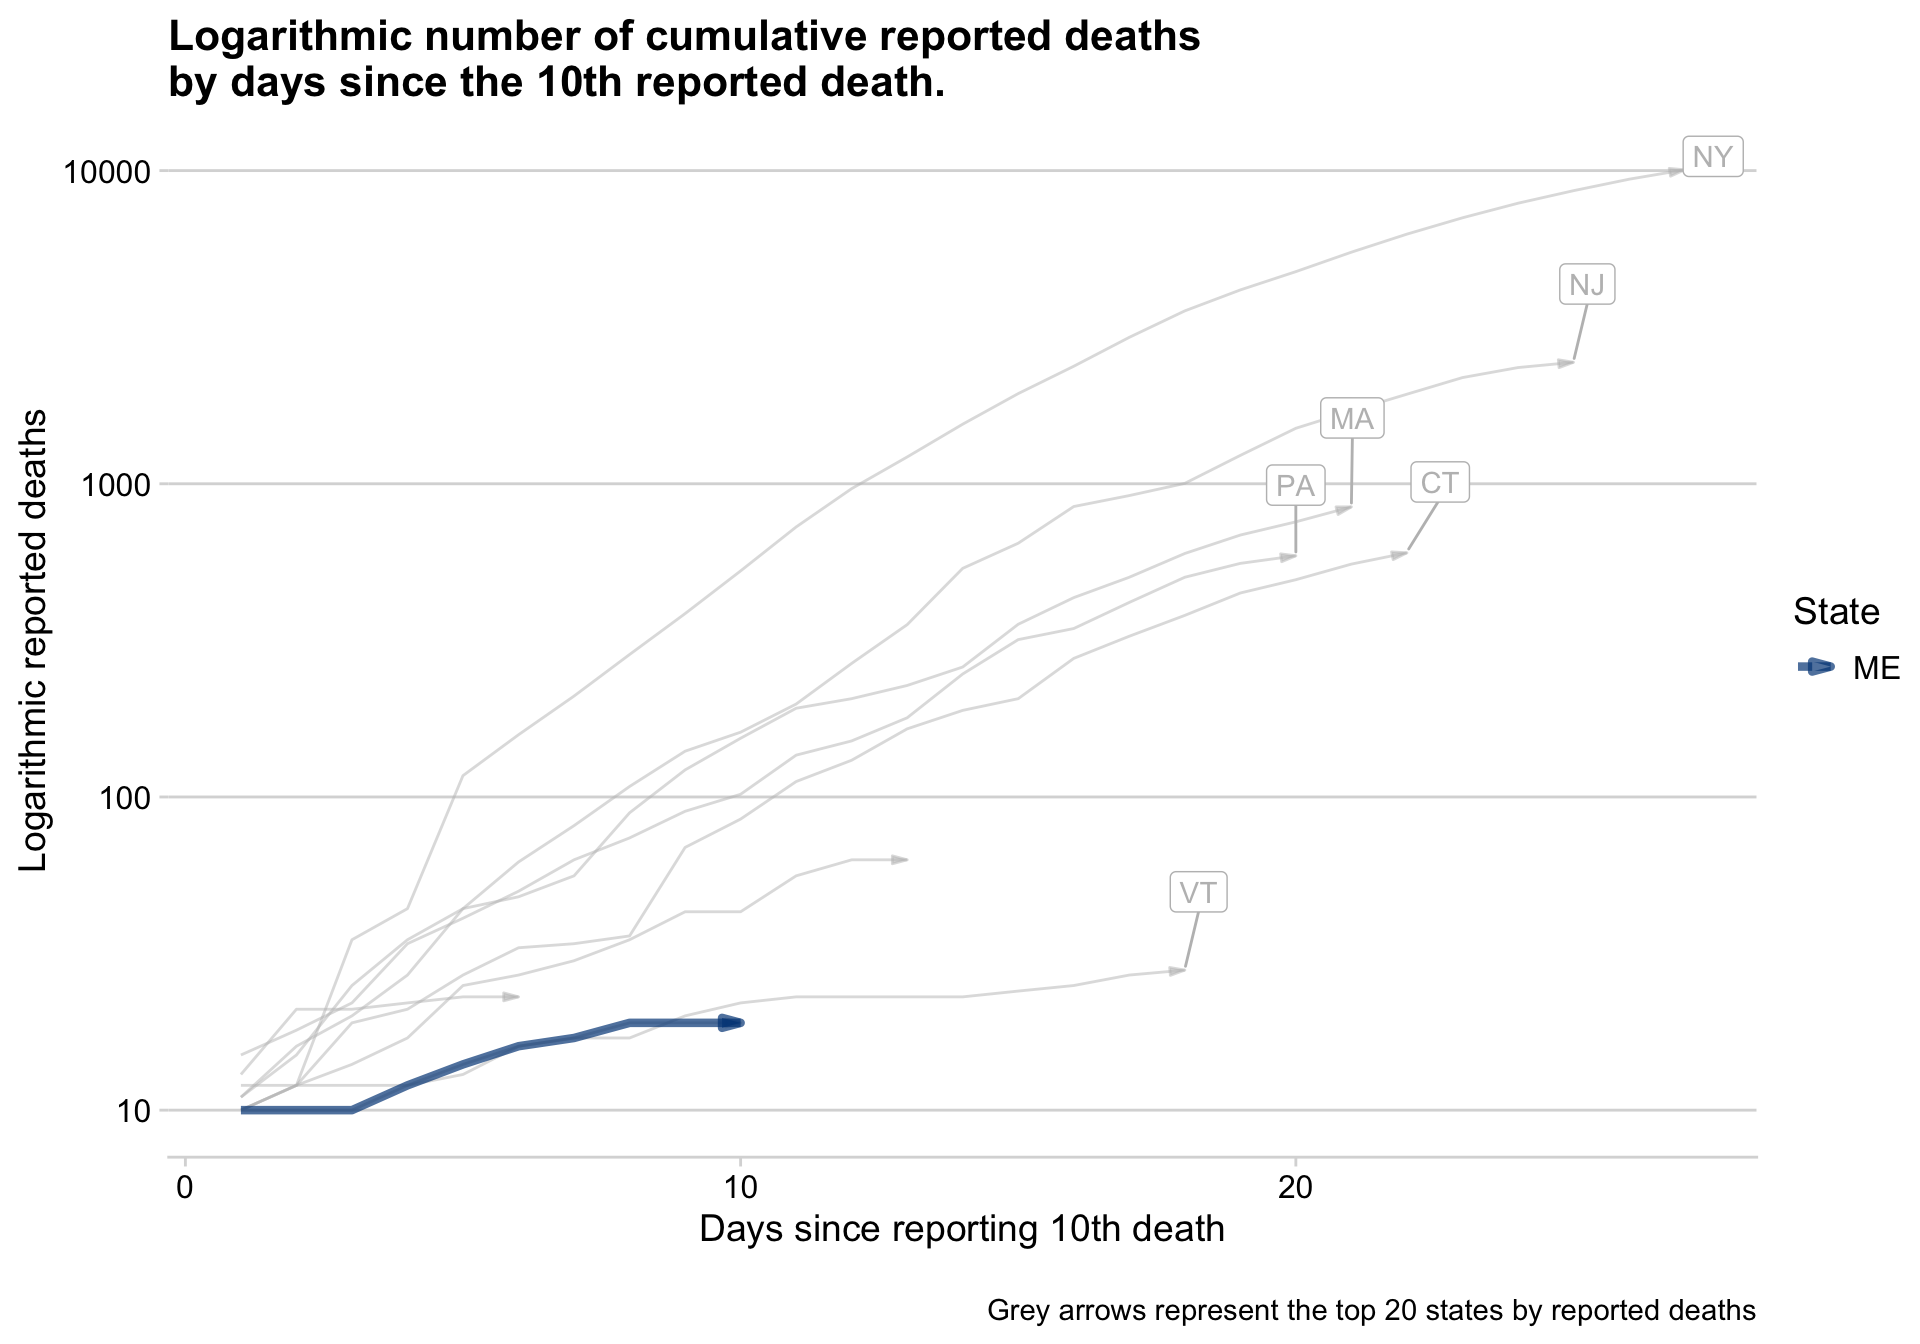 Logarithmic number of cumulative reported deaths
by days since the 10th reported death.
Logarithmic reported deaths
10000
1000
100
10
NY
NJ
MA
PA
CT
VT
State
ME
0
10
20
Days since reporting 10th death
Grey arrows represent the top 20 states by reported deaths